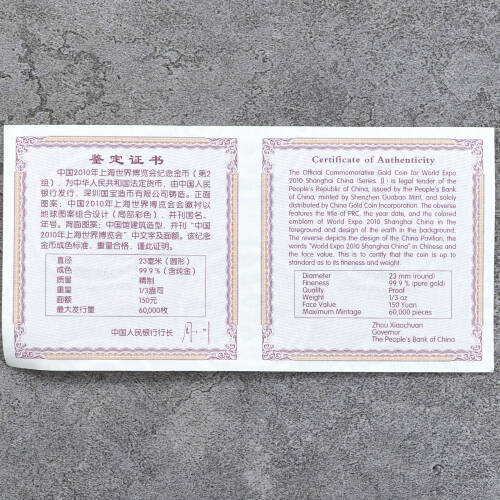 鉴定证书
中国2010年上海世界博览会纪念金币（第2
组），为中华人民共和国法定货币，由中国人民银
行发行，深圳国宝造币有限公司铸造。正面
图案：中国2010年上海世界博览会会徽衬以
地球图案组合设计（局部彩色），并刊国名、
年号。背面图案：中国馆建筑造型，并刊“中国
2010年上海世界博览会”中文字及面额。该纪念
金币成色标准、重量合格，谨此证明。
直径 23毫米（圆形）
成色 99.9％（含纯金）
质量 精制
重量 1/3盎司
面额 150元
最大发行量 60,000枚
中国人民银行行长
Certificate of Authenticity
The Official Commemorative Gold Coin for World Expo
2010 Shanghai China (Series II) is legal tender of the
People's Republic of China, issued by the People's Bank
of China, minted by Shenzhen Guobao Mint, and solely
distributed by China Gold Coin Incorporation. The obverse
features the title of PRC, the year date, and the colored
emblem of World Expo 2010 Shanghai China in the
foreground and design of the earth in the background.
The reverse depicts the design of the China Pavilion, the
words "World Expo 2010 Shanghai China" in Chinese and
the face value. This is to certify that the coin is up to
standard as to its fineness and weight.
Diameter 23 mm (round)
Fineness 99.9 % (pure gold)
Quality Proof
Weight 1/3 oz
Face Value 150 Yuan
Maximum Mintage 60,000 pieces
Zhou Xiaochuan
Governor
The People's Bank of China